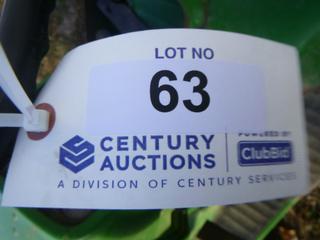 LOT NO
63
CENTURY
AUCTIONS
POWERED BY
ClubBid
A DIVISION OF CENTURY SERVICES